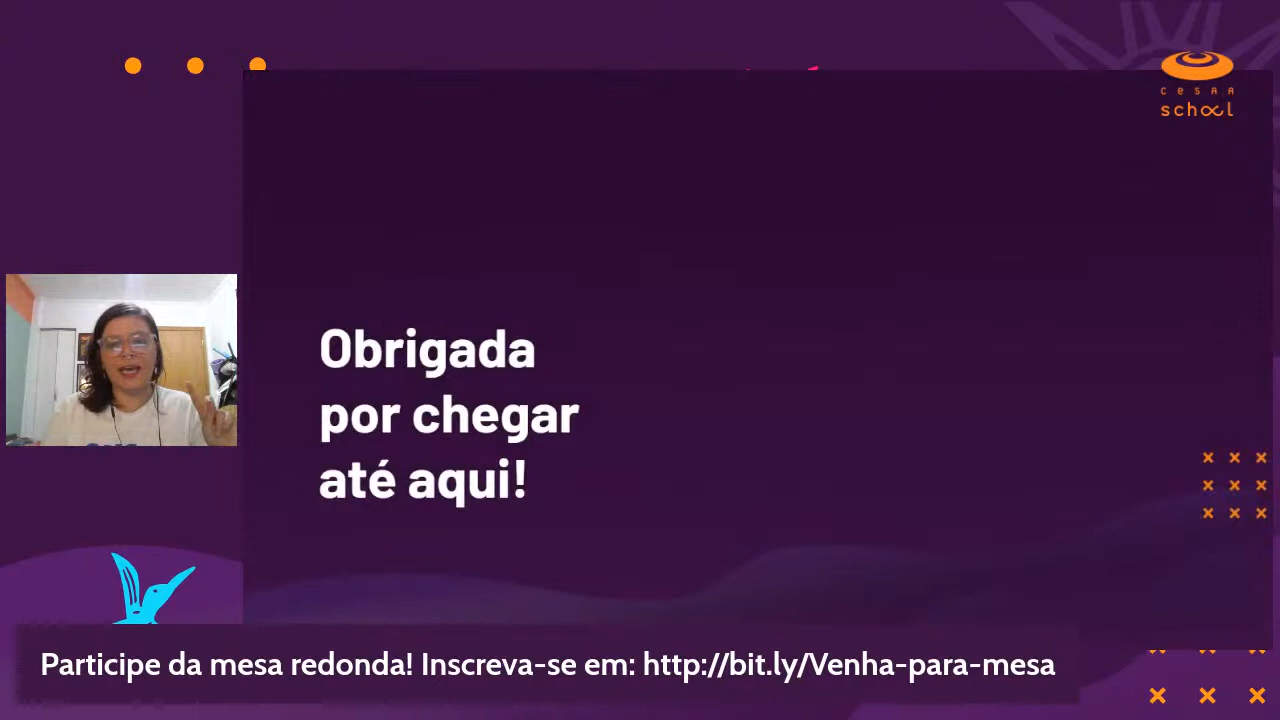 cesar
school
Obrigada
por chegar
até aqui!
Participe da mesa redonda! Inscreva-se em: http://bit.ly/Venha-para-mesa